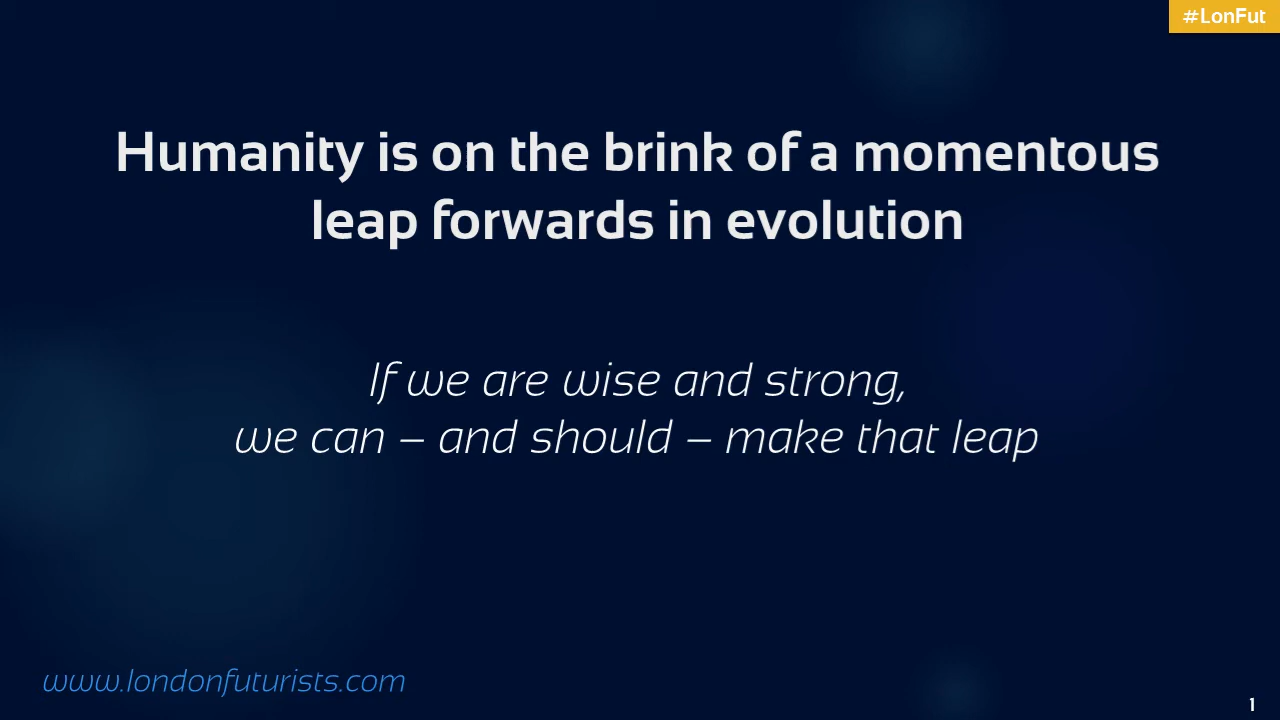 #LonFut
Humanity is on the brink of a momentous
leap forwards in evolution
If we are wise and strong,
we can – and should – make that leap
www.londonfuturists.com
1